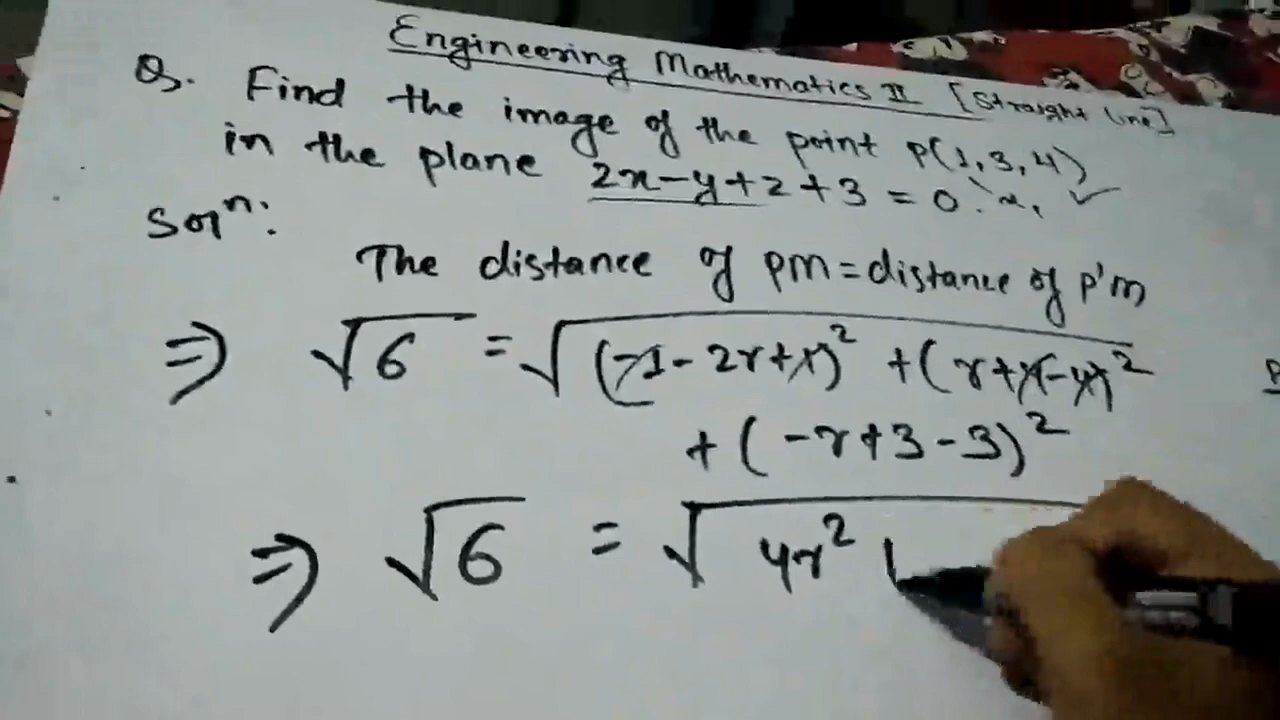 Engineering Mathematics II [Straight Line]
Q. Find the image of the point P(1,3,4)
in the plane 2x-y+z+3=0.
Solⁿ:
The distance of pm = distance of p'm
⇒ √6 = √(-1-2r+1)² + (r+4-4)²
+ (-r+3-3)²
⇒ √6 = √4r²